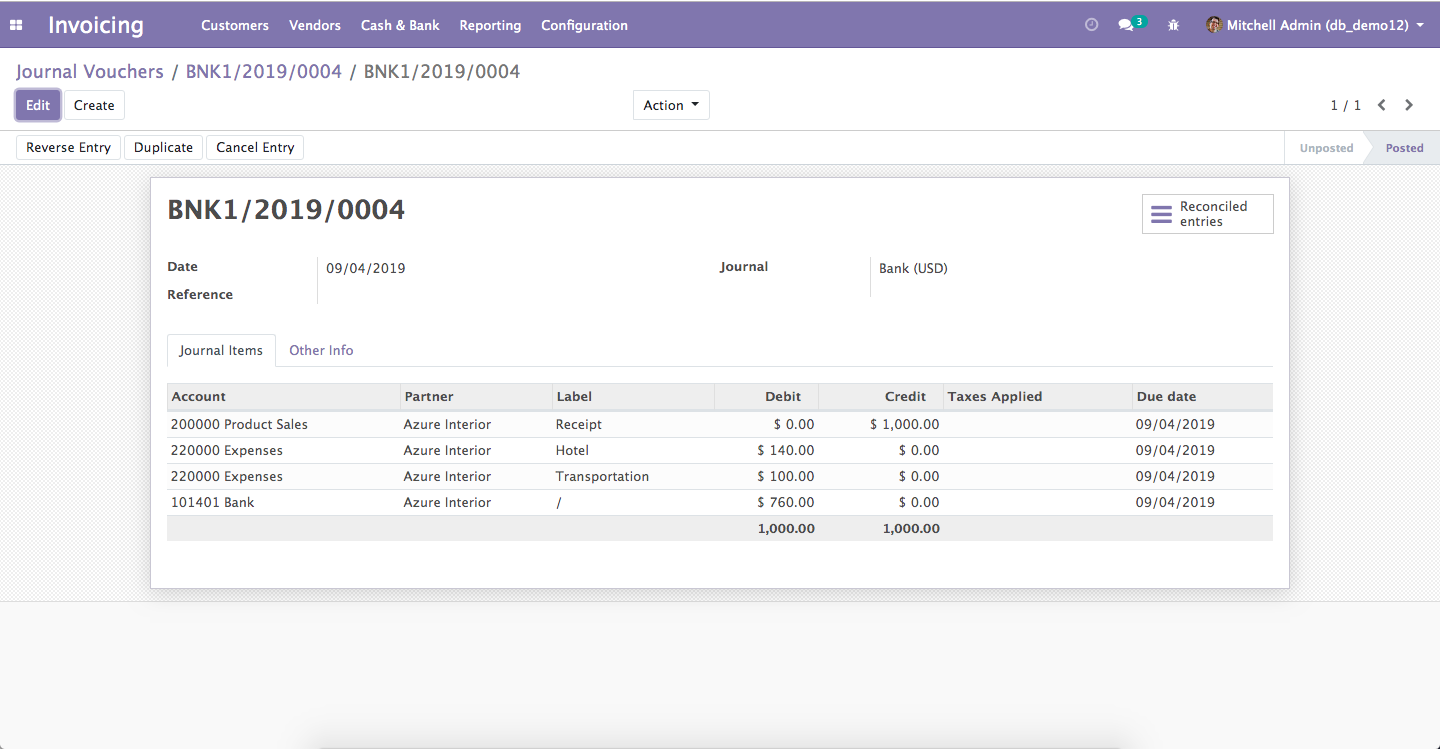 Invoicing Customers Vendors Cash & Bank Reporting Configuration 3 Mitchell Admin (db_demo12)
Journal Vouchers / BNK1/2019/0004 / BNK1/2019/0004
Edit Create Action 1 / 1
Reverse Entry Duplicate Cancel Entry Unposted Posted
BNK1/2019/0004
Reconciled
entries
Date 09/04/2019 Journal Bank (USD)
Reference
Journal Items Other Info
Account Partner Label Debit Credit Taxes Applied Due date
200000 Product Sales Azure Interior Receipt $ 0.00 $ 1,000.00 09/04/2019
220000 Expenses Azure Interior Hotel $ 140.00 $ 0.00 09/04/2019
220000 Expenses Azure Interior Transportation $ 100.00 $ 0.00 09/04/2019
101401 Bank Azure Interior / $ 760.00 $ 0.00 09/04/2019
1,000.00 1,000.00